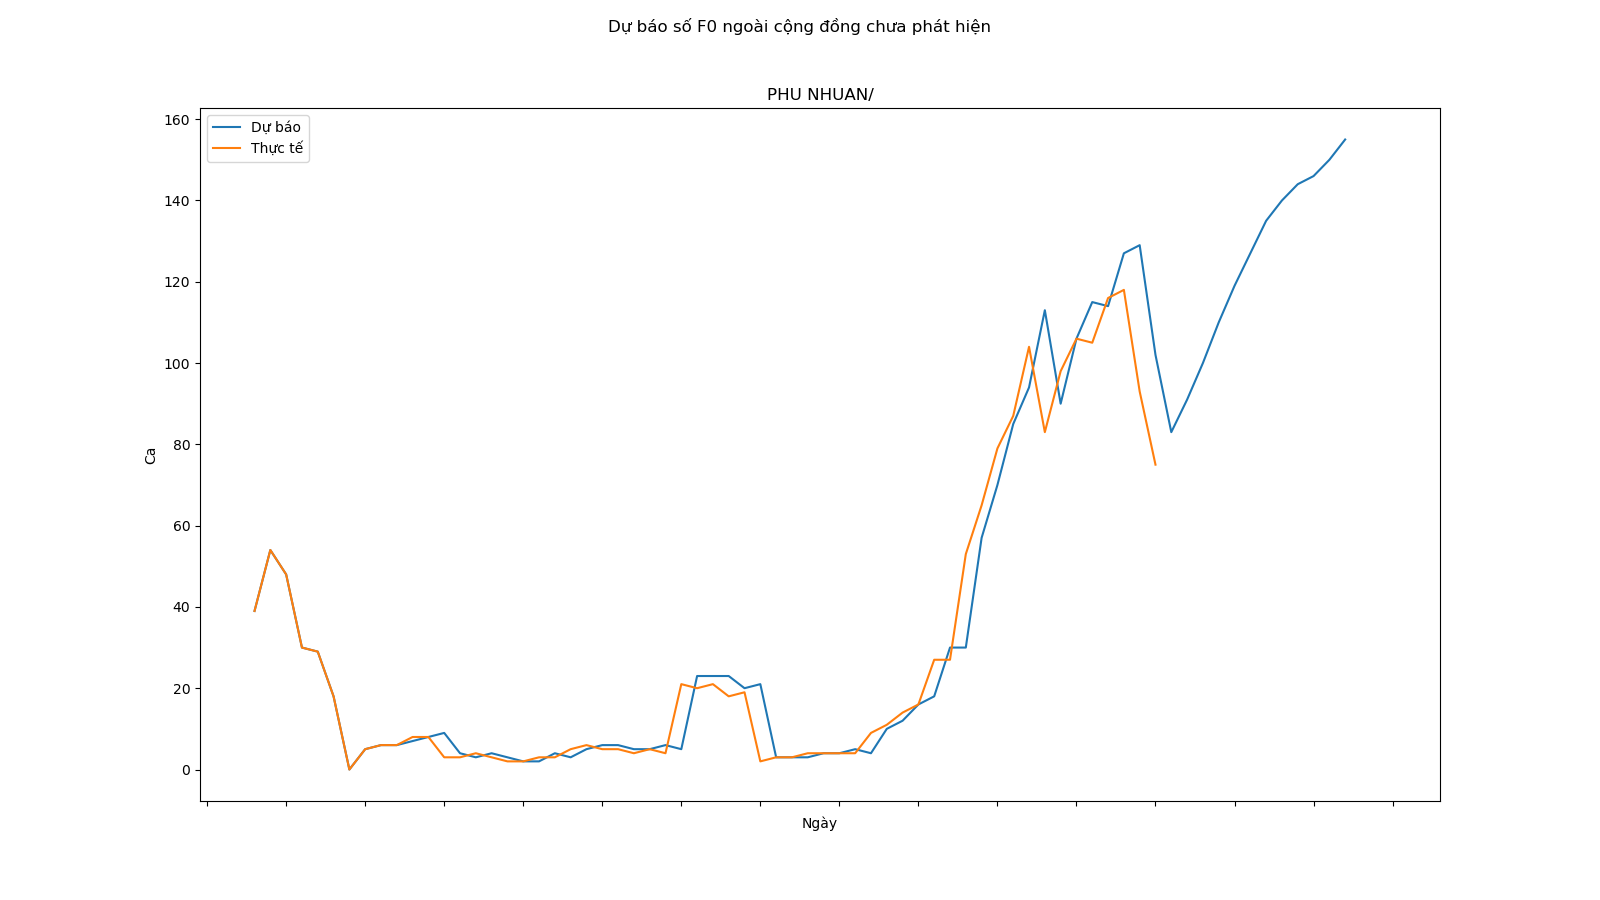 Dự báo số F0 ngoài cộng đồng chưa phát hiện
PHU NHUAN/
Dự báo
Thực tế
160
140
120
100
80
60
40
20
0
Ca
Ngày